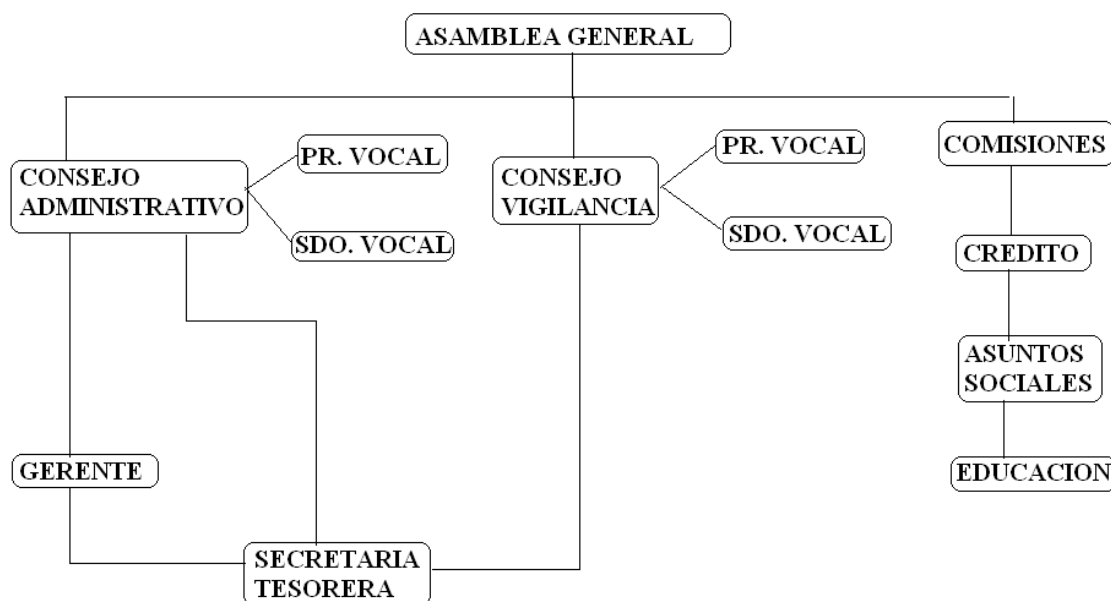 ASAMBLEA GENERAL
CONSEJO
ADMINISTRATIVO
PR. VOCAL
SDO. VOCAL
CONSEJO
VIGILANCIA
PR. VOCAL
SDO. VOCAL
COMISIONES
CREDITO
ASUNTOS
SOCIALES
EDUCACION
GERENTE
SECRETARIA
TESORERA